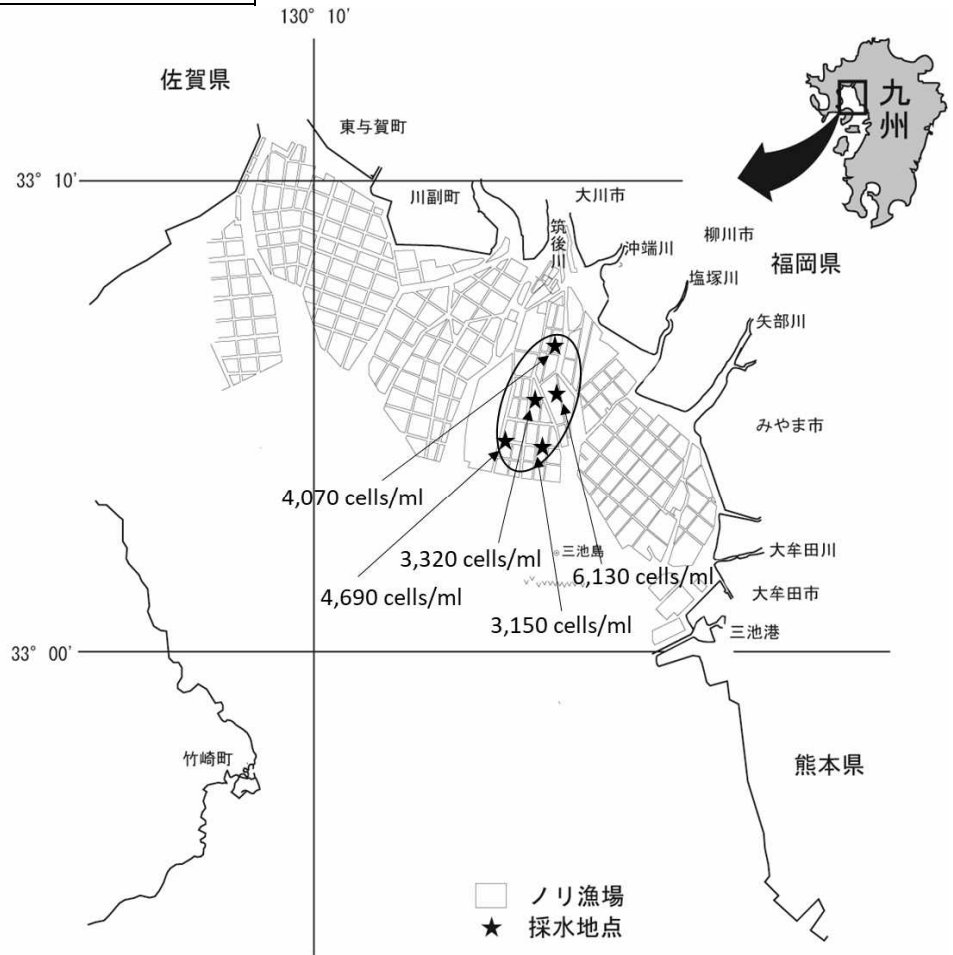 130° 10'
佐賀県
九州
東与賀町
33° 10'
川副町
大川市
筑後川
沖端川
柳川市
福岡県
塩塚川
矢部川
みやま市
4,070 cells/ml
3,320 cells/ml
三池島
6,130 cells/ml
大牟田川
4,690 cells/ml
大牟田市
3,150 cells/ml
三池港
33° 00'
竹崎町
熊本県
ノリ漁場
採水地点